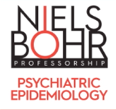 NIELS
BOHR
PROFESSORSHIP
PSYCHIATRIC
EPIDEMIOLOGY